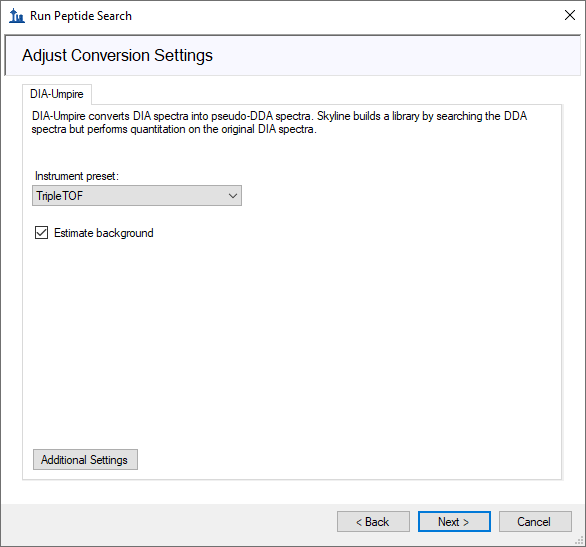 Run Peptide Search
Adjust Conversion Settings
DIA-Umpire
DIA-Umpire converts DIA spectra into pseudo-DDA spectra. Skyline builds a library by searching the DDA
spectra but performs quantitation on the original DIA spectra.
Instrument preset:
TripleTOF
Estimate background
Additional Settings
< Back
Next >
Cancel